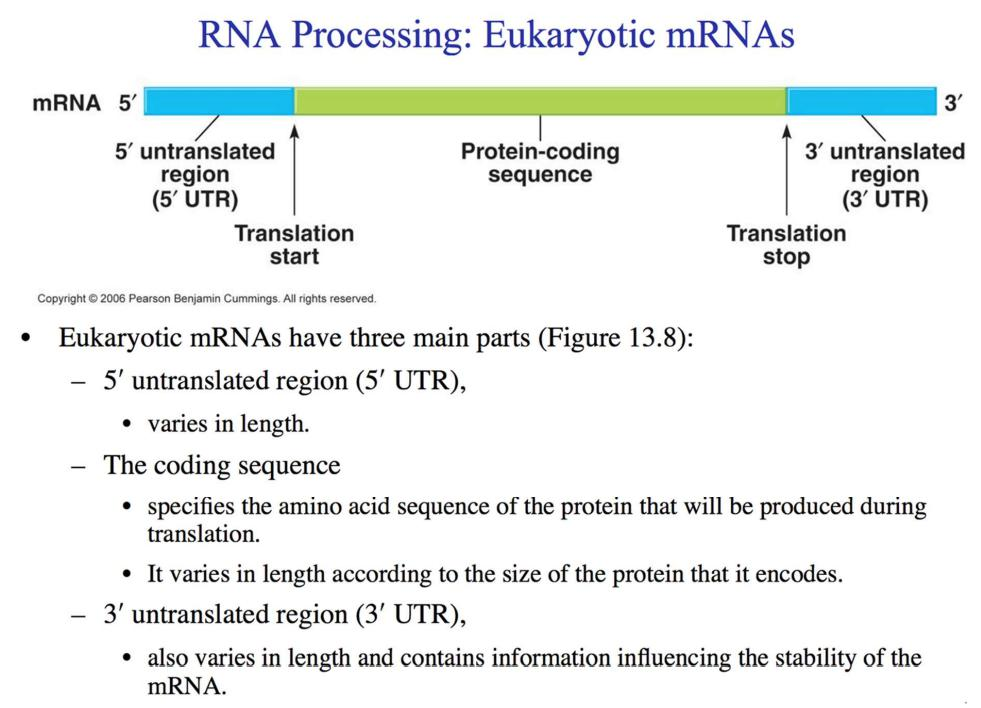 RNA Processing: Eukaryotic mRNAs
mRNA 5′ 3′
5′ untranslated
region
(5′ UTR)
Protein-coding
sequence
3′ untranslated
region
(3′ UTR)
Translation
start
Translation
stop
Copyright © 2006 Pearson Benjamin Cummings. All rights reserved.
• Eukaryotic mRNAs have three main parts (Figure 13.8):
– 5′ untranslated region (5′ UTR),
• varies in length.
– The coding sequence
• specifies the amino acid sequence of the protein that will be produced during
translation.
• It varies in length according to the size of the protein that it encodes.
– 3′ untranslated region (3′ UTR),
• also varies in length and contains information influencing the stability of the
mRNA.